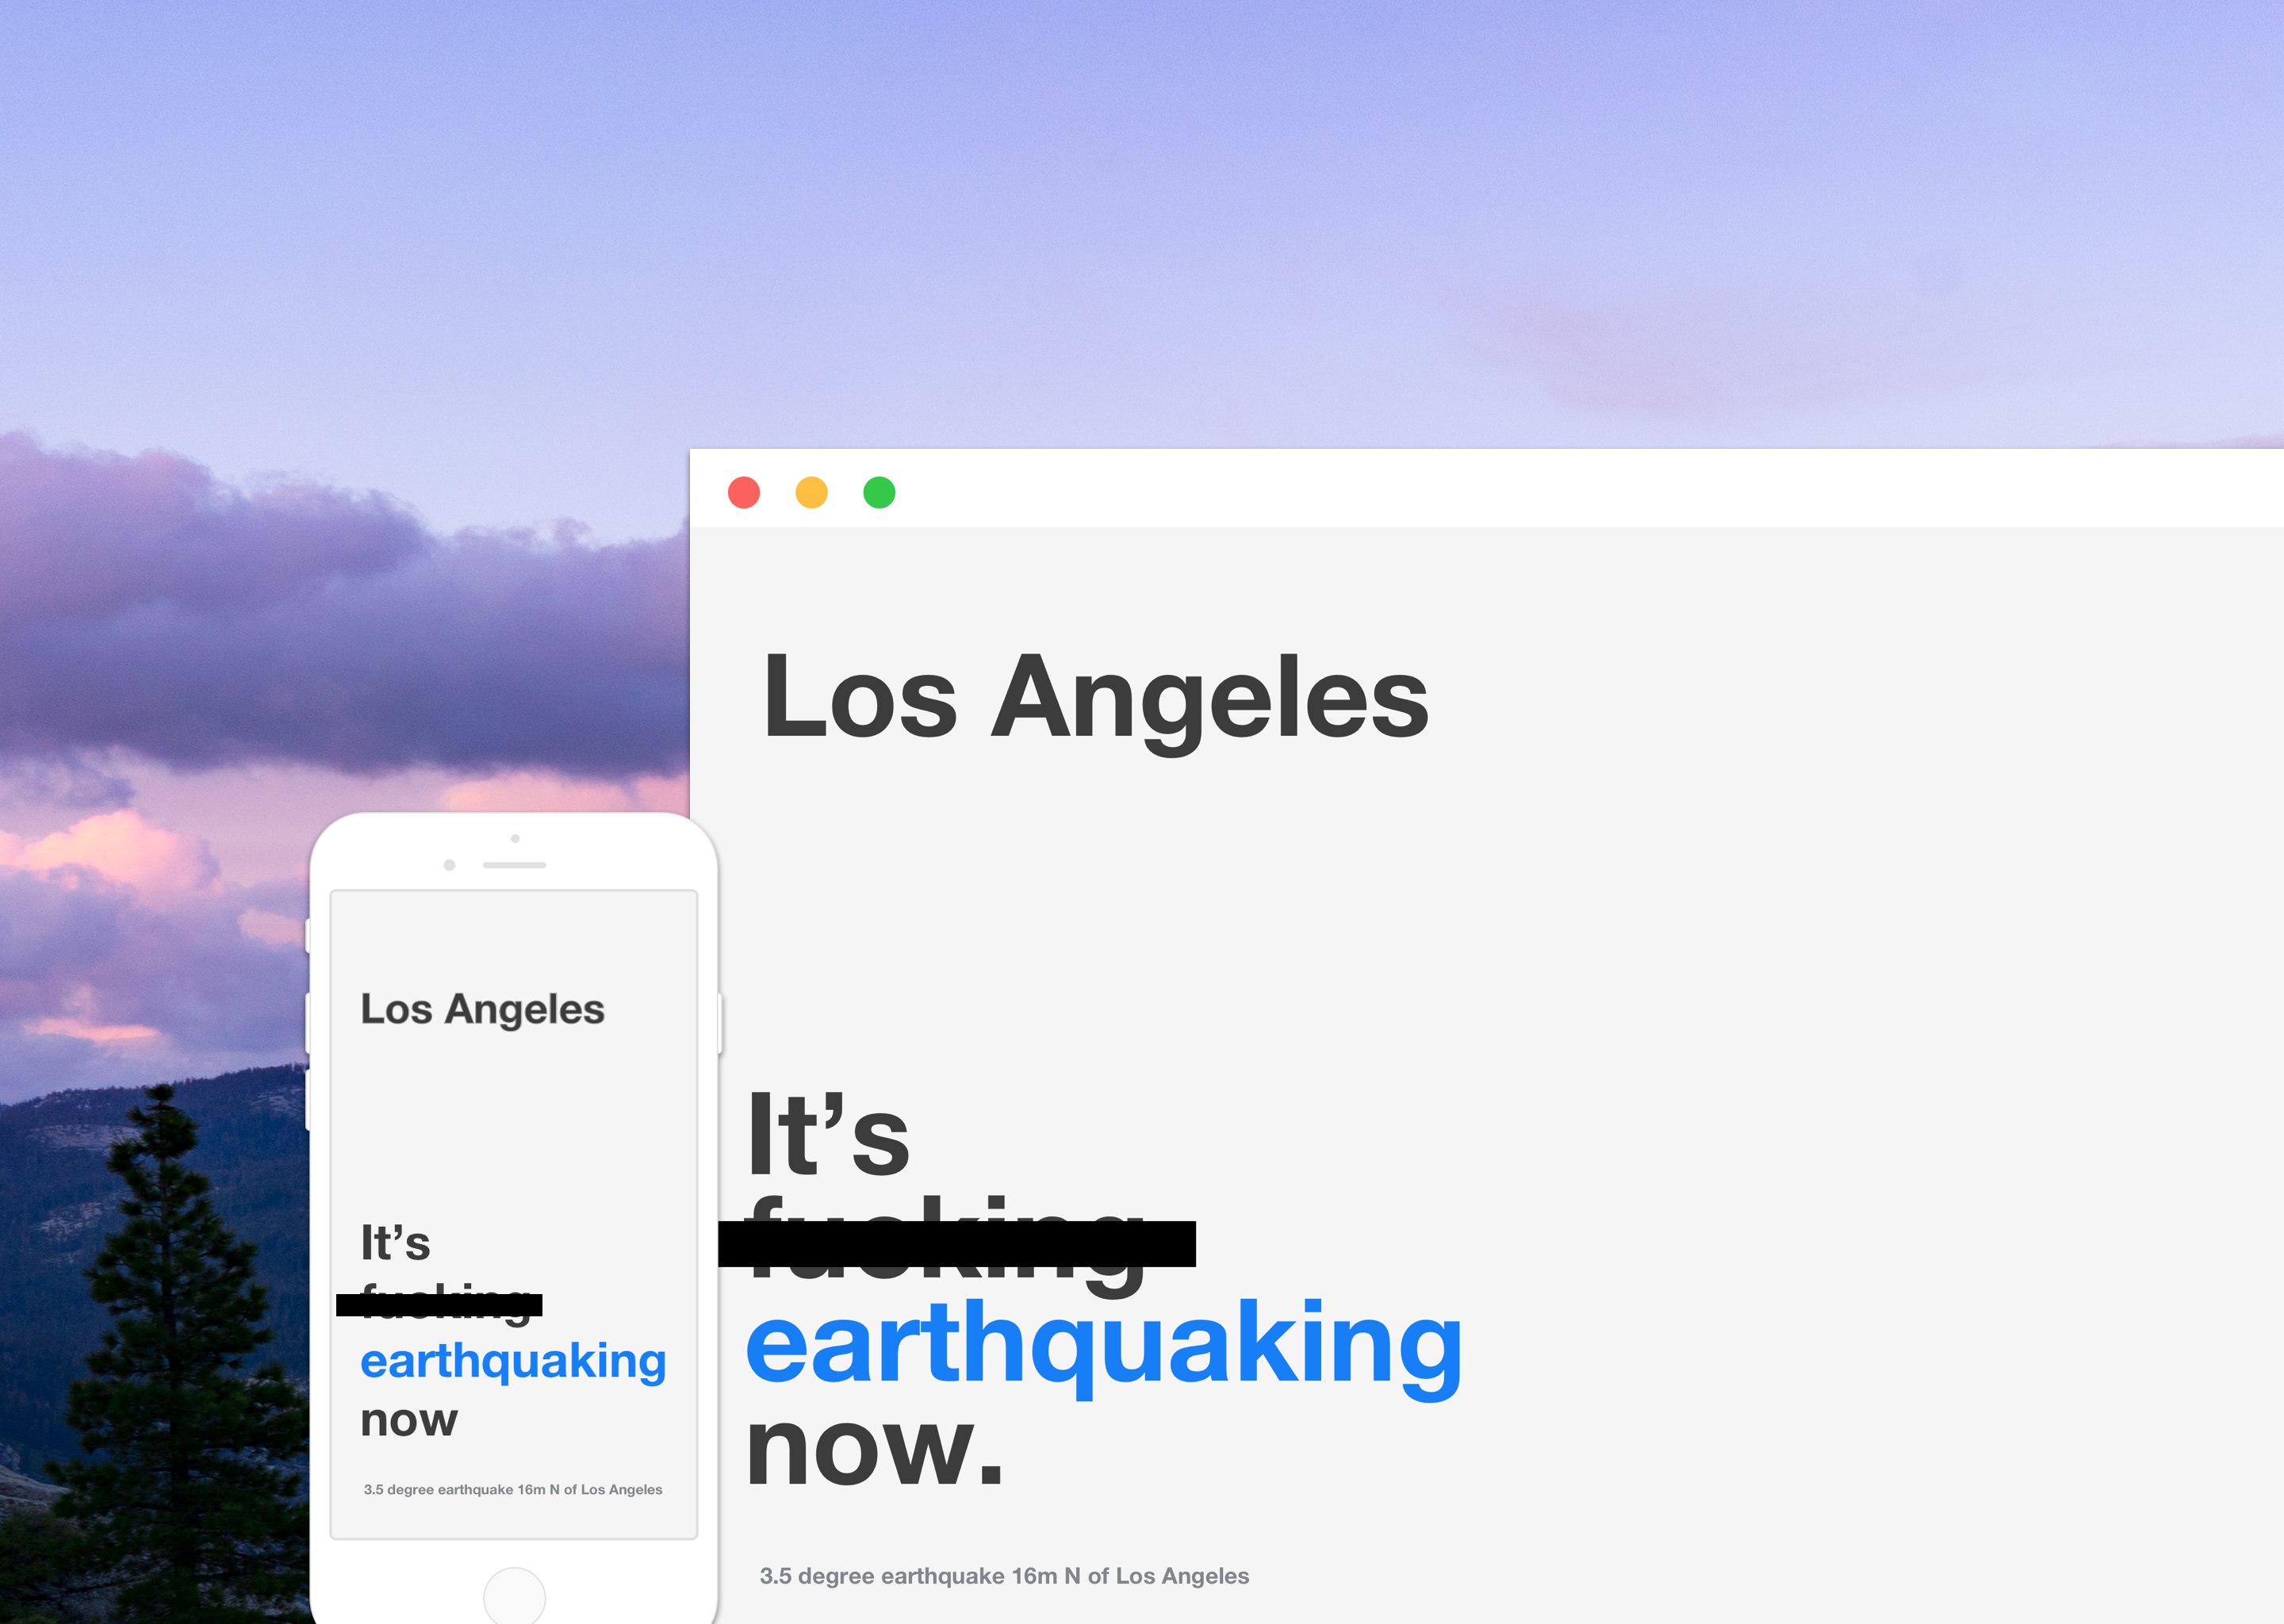 Los Angeles
It’s
fucking
earthquaking
now.
3.5 degree earthquake 16m N of Los Angeles
Los Angeles
It’s
fucking
earthquaking
now
3.5 degree earthquake 16m N of Los Angeles